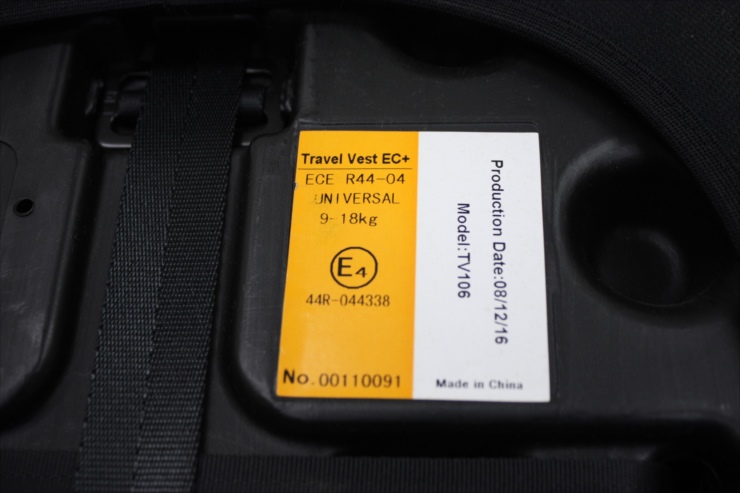 Travel Vest EC+
ECE R44-04
UNIVERSAL
9-18kg
E4
44R-044338
No.00110091
Production Date:08/12/16
Model:TV106
Made in China